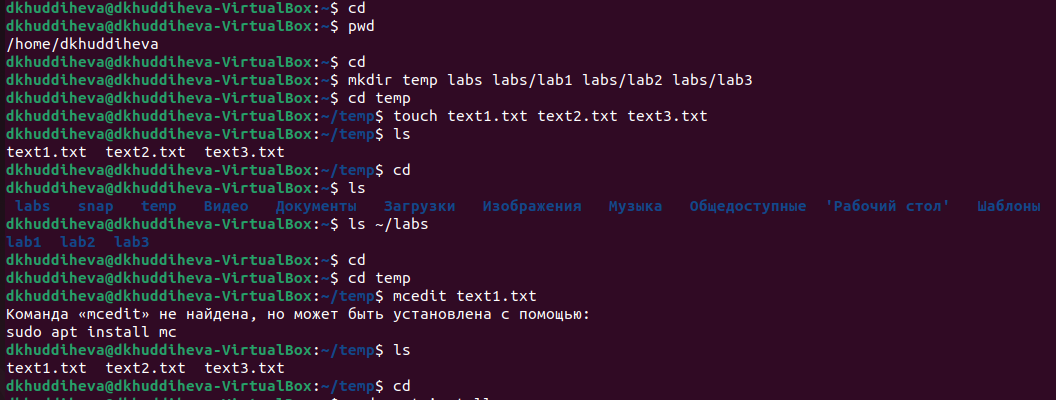 dkhuddiheva@dkhuddiheva-VirtualBox:~$ cd
dkhuddiheva@dkhuddiheva-VirtualBox:~$ pwd
/home/dkhuddiheva
dkhuddiheva@dkhuddiheva-VirtualBox:~$ cd
dkhuddiheva@dkhuddiheva-VirtualBox:~$ mkdir temp labs labs/lab1 labs/lab2 labs/lab3
dkhuddiheva@dkhuddiheva-VirtualBox:~$ cd temp
dkhuddiheva@dkhuddiheva-VirtualBox:~/temp$ touch text1.txt text2.txt text3.txt
dkhuddiheva@dkhuddiheva-VirtualBox:~/temp$ ls
text1.txt  text2.txt  text3.txt
dkhuddiheva@dkhuddiheva-VirtualBox:~/temp$ cd
dkhuddiheva@dkhuddiheva-VirtualBox:~$ ls
labs   snap   temp   Видео   Документы   Загрузки   Изображения   Музыка   Общедоступные  'Рабочий стол'   Шаблоны
dkhuddiheva@dkhuddiheva-VirtualBox:~$ ls ~/labs
lab1  lab2  lab3
dkhuddiheva@dkhuddiheva-VirtualBox:~$ cd
dkhuddiheva@dkhuddiheva-VirtualBox:~$ cd temp
dkhuddiheva@dkhuddiheva-VirtualBox:~/temp$ mcedit text1.txt
Команда «mcedit» не найдена, но может быть установлена с помощью:
sudo apt install mc
dkhuddiheva@dkhuddiheva-VirtualBox:~/temp$ ls
text1.txt  text2.txt  text3.txt
dkhuddiheva@dkhuddiheva-VirtualBox:~/temp$ cd